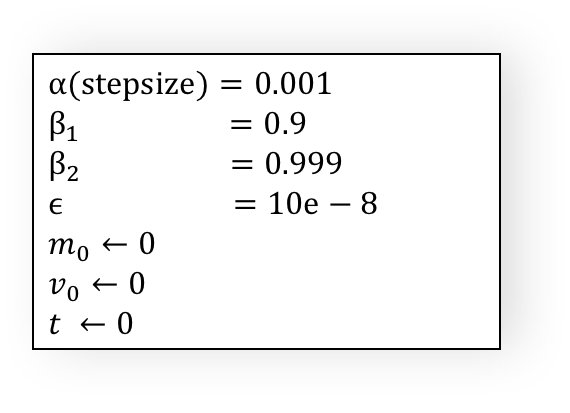 α(stepsize) = 0.001
β₁ = 0.9
β₂ = 0.999
ϵ = 10e − 8
m₀ ← 0
v₀ ← 0
t ← 0